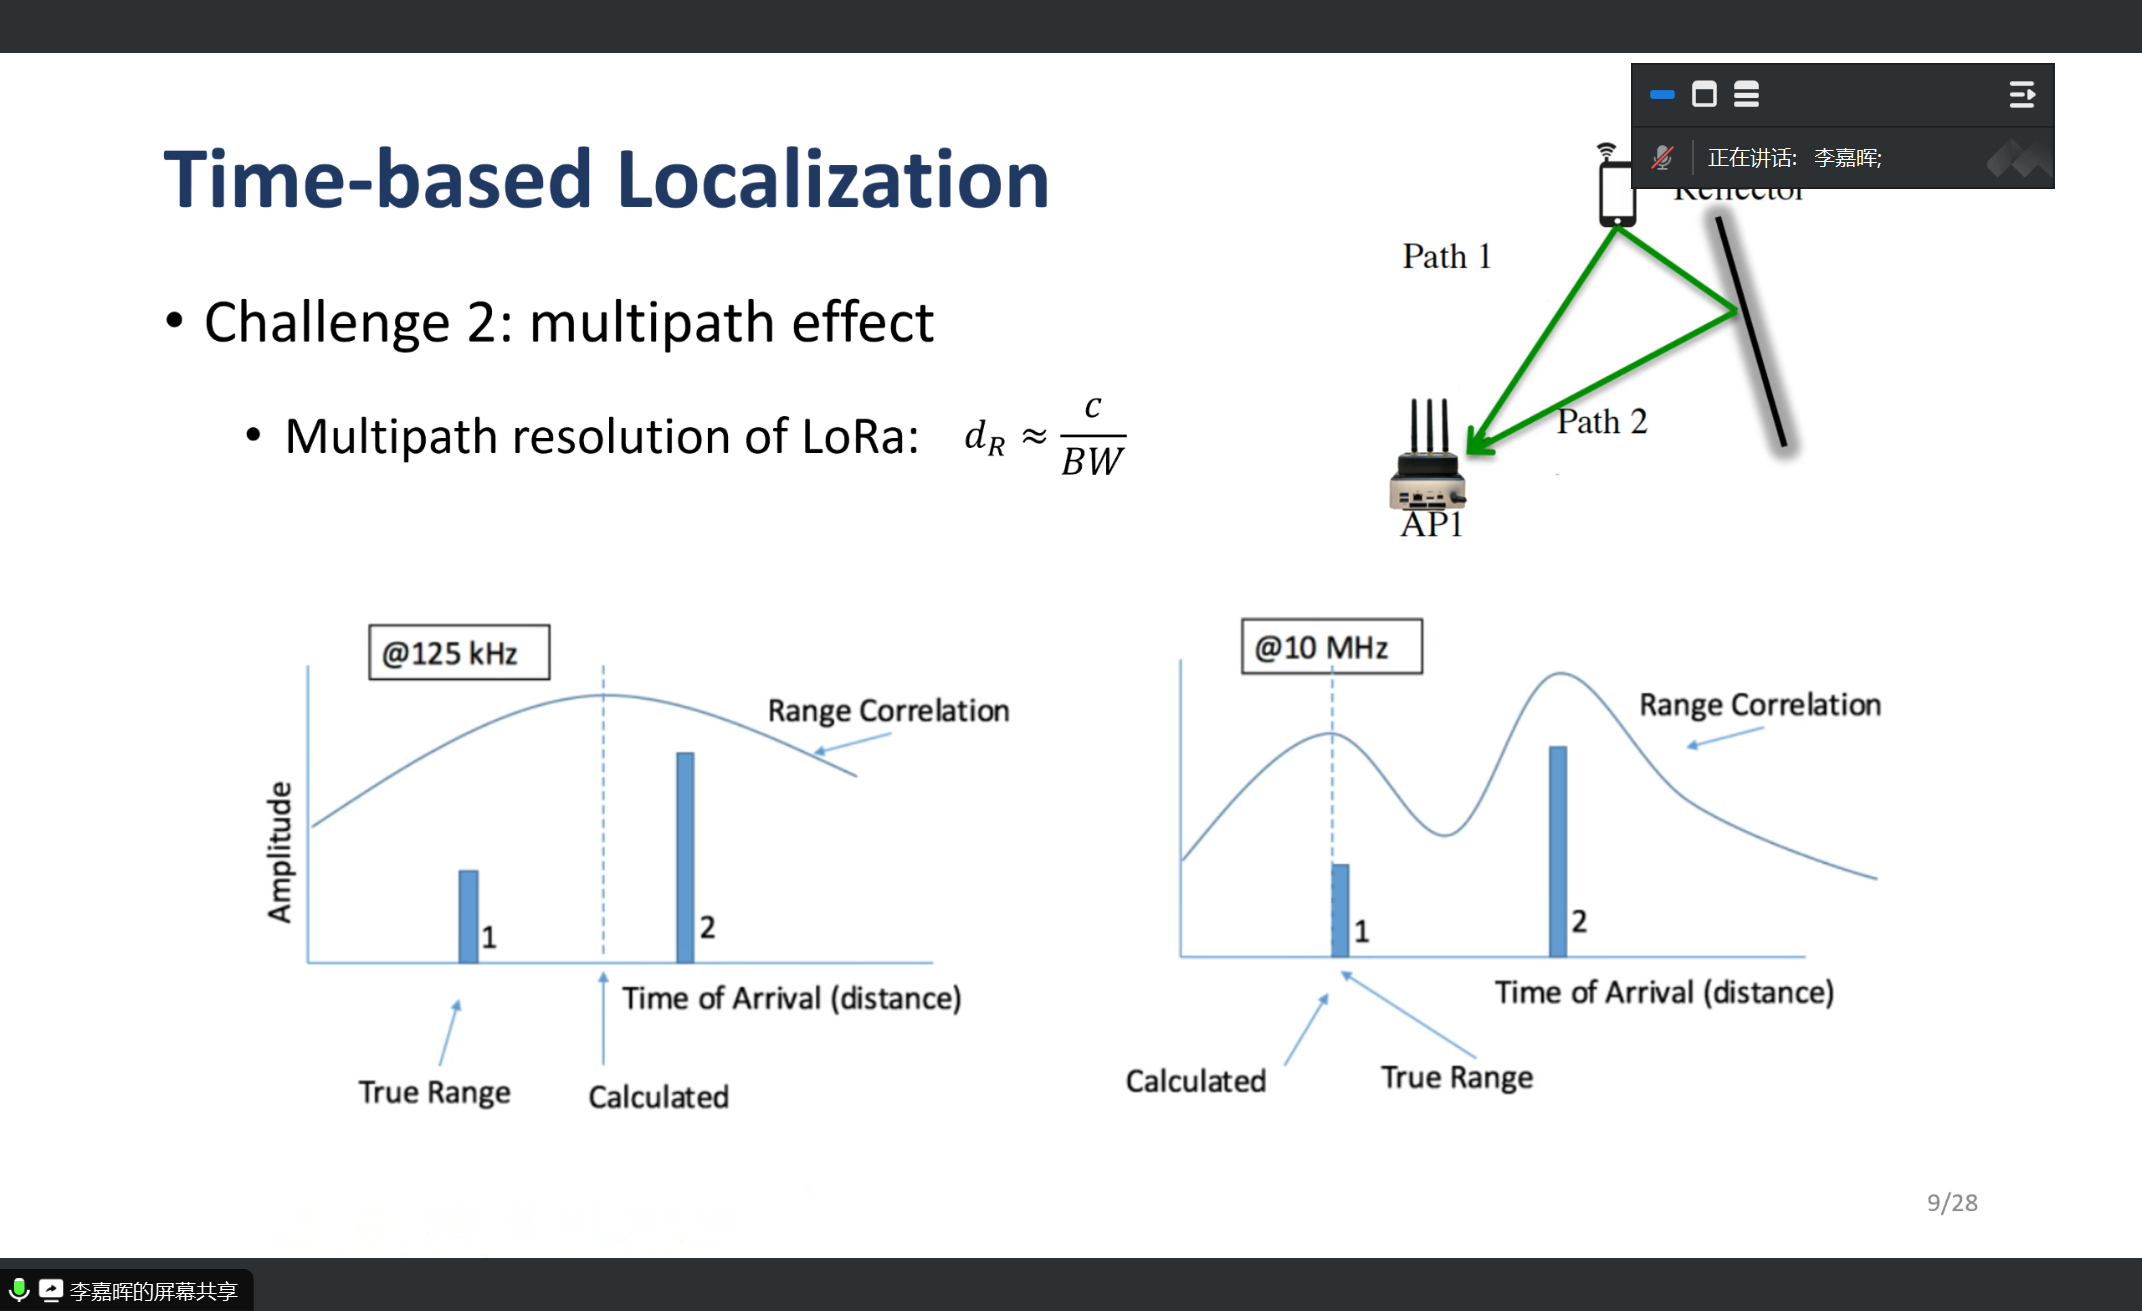 正在讲话: 李嘉晖;
Time-based Localization
Reflector
Path 1
• Challenge 2: multipath effect
• Multipath resolution of LoRa: d_R ≈ c/BW
Path 2
AP1
@125 kHz
Range Correlation
Amplitude
1
2
Time of Arrival (distance)
True Range
Calculated
@10 MHz
Range Correlation
1
2
Time of Arrival (distance)
Calculated
True Range
9/28
李嘉晖的屏幕共享